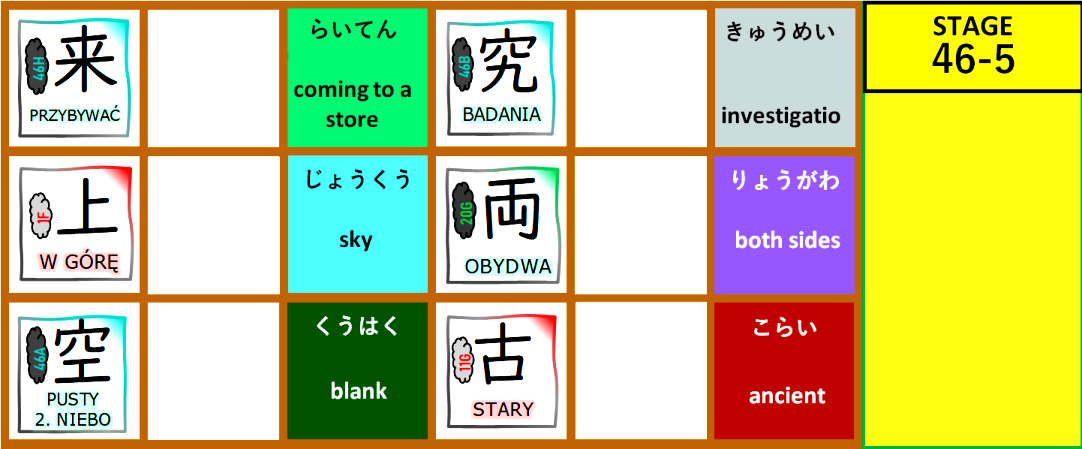 46H
来
PRZYBYWAĆ
らいてん
coming to a
store
46B
究
BADANIA
きゅうめい
investigatio
STAGE
46-5
1F
上
W GÓRĘ
じょうくう
sky
20G
両
OBYDWA
りょうがわ
both sides
46A
空
PUSTY
2. NIEBO
くうはく
blank
11G
古
STARY
こらい
ancient